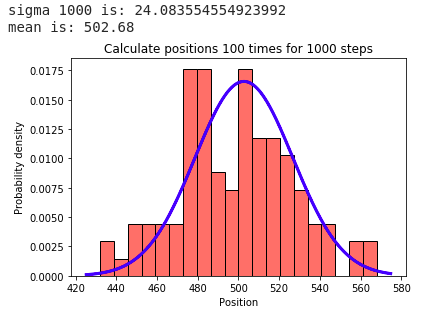 sigma 1000 is: 24.083554554923992
mean is: 502.68
Calculate positions 100 times for 1000 steps
0.0175
0.0150
0.0125
0.0100
0.0075
0.0050
0.0025
0.0000
Probability density
420 440 460 480 500 520 540 560 580
Position